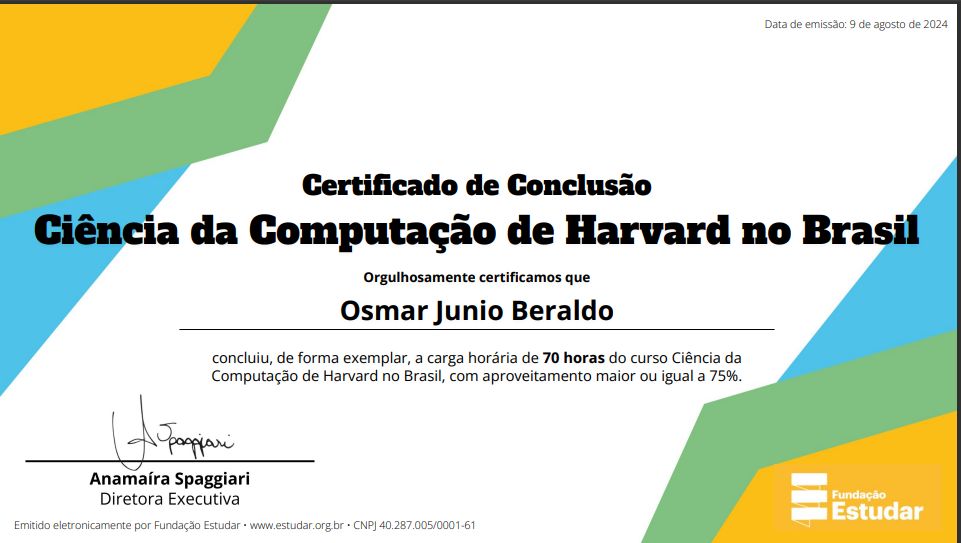 Data de emissão: 9 de agosto de 2024
Certificado de Conclusão
Ciência da Computação de Harvard no Brasil
Orgulhosamente certificamos que
Osmar Junio Beraldo
concluiu, de forma exemplar, a carga horária de 70 horas do curso Ciência da
Computação de Harvard no Brasil, com aproveitamento maior ou igual a 75%.
Spaggiari
Anamaíra Spaggiari
Diretora Executiva
Fundação
Estudar
Emitido eletronicamente por Fundação Estudar • www.estudar.org.br • CNPJ 40.287.005/0001-61